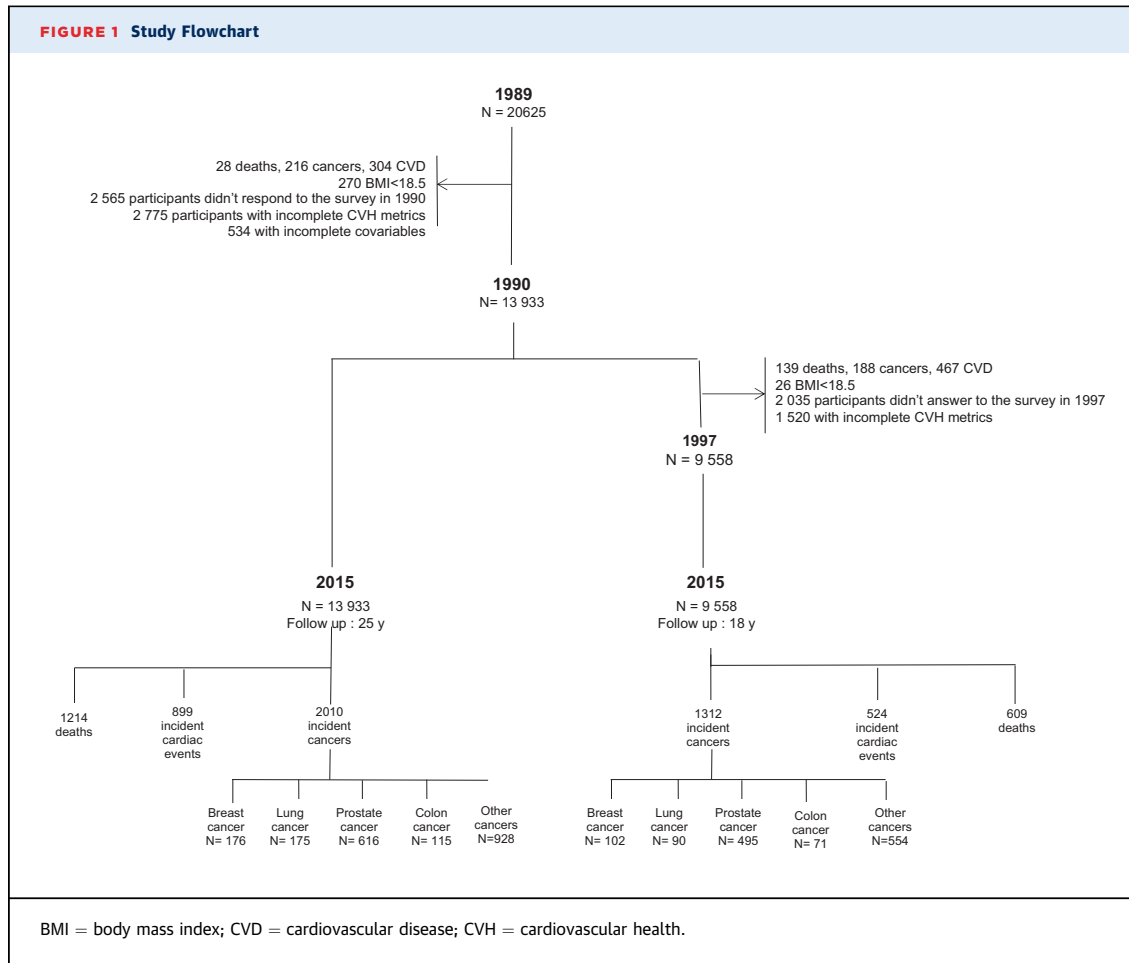 FIGURE 1 Study Flowchart
1989
N = 20625
28 deaths, 216 cancers, 304 CVD
270 BMI<18.5
2 565 participants didn't respond to the survey in 1990
2 775 participants with incomplete CVH metrics
534 with incomplete covariables
1990
N= 13 933
139 deaths, 188 cancers, 467 CVD
26 BMI<18.5
2 035 participants didn't answer to the survey in 1997
1 520 with incomplete CVH metrics
1997
N = 9 558
2015
N = 13 933
Follow up : 25 y
2015
N = 9 558
Follow up : 18 y
1214
deaths
899
incident
cardiac
events
2010
incident
cancers
1312
incident
cancers
524
incident
cardiac
events
609
deaths
Breast
cancer
N= 176
Lung
cancer
N= 175
Prostate
cancer
N= 616
Colon
cancer
N= 115
Other
cancers
N=928
Breast
cancer
N= 102
Lung
cancer
N= 90
Prostate
cancer
N= 495
Colon
cancer
N= 71
Other
cancers
N=554
BMI = body mass index; CVD = cardiovascular disease; CVH = cardiovascular health.